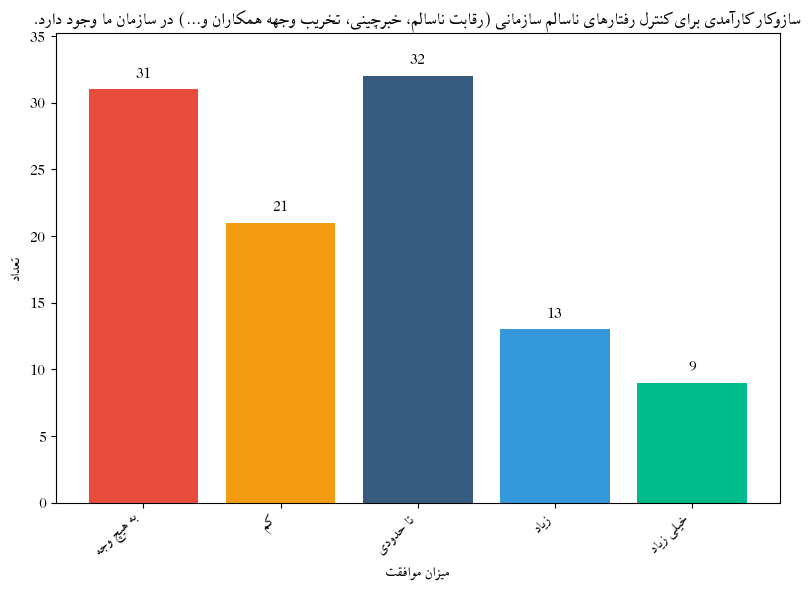 سازوکار کارآمدی برای کنترل رفتارهای ناسالم سازمانی (رقابت ناسالم، خبرچینی، تخریب وجهه همکاران و...) در سازمان ما وجود دارد.
35
30
25
20
15
10
5
0
تعداد
31
21
32
13
9
به هیچ وجه
کم
تا حدودی
زیاد
خیلی زیاد
میزان موافقت